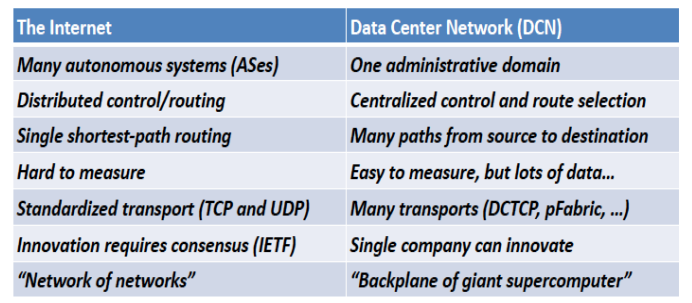 The Internet Data Center Network (DCN)
Many autonomous systems (ASes) One administrative domain
Distributed control/routing Centralized control and route selection
Single shortest-path routing Many paths from source to destination
Hard to measure Easy to measure, but lots of data...
Standardized transport (TCP and UDP) Many transports (DCTCP, pFabric, ...)
Innovation requires consensus (IETF) Single company can innovate
“Network of networks” “Backplane of giant supercomputer”